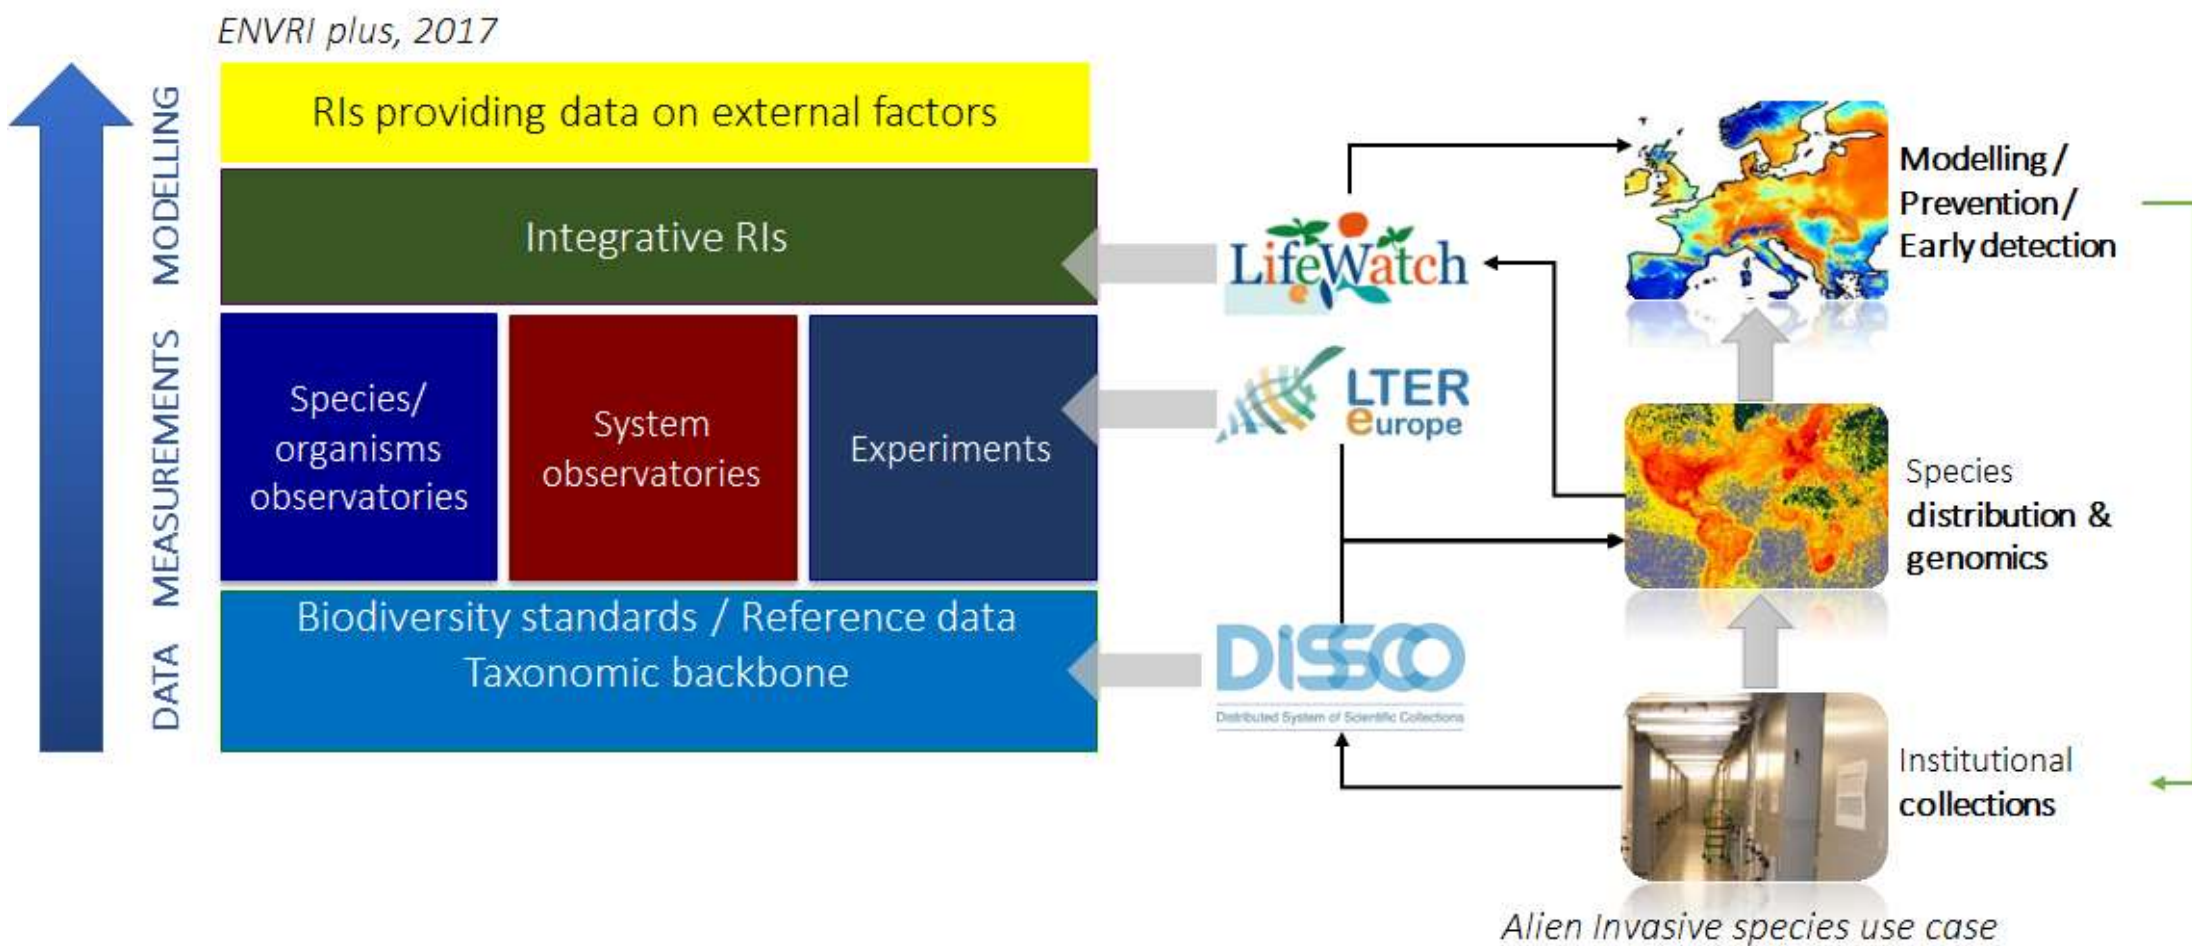 ENVRI plus, 2017
MODELLING
MEASUREMENTS
DATA
RIs providing data on external factors
Integrative RIs
Species/
organisms
observatories
System
observatories
Experiments
Biodiversity standards / Reference data
Taxonomic backbone
LifeWatch
e
LTER
europe
DISSCO
Distributed System of Scientific Collections
Modelling /
Prevention /
Early detection
Species
distribution &
genomics
Institutional
collections
Alien Invasive species use case